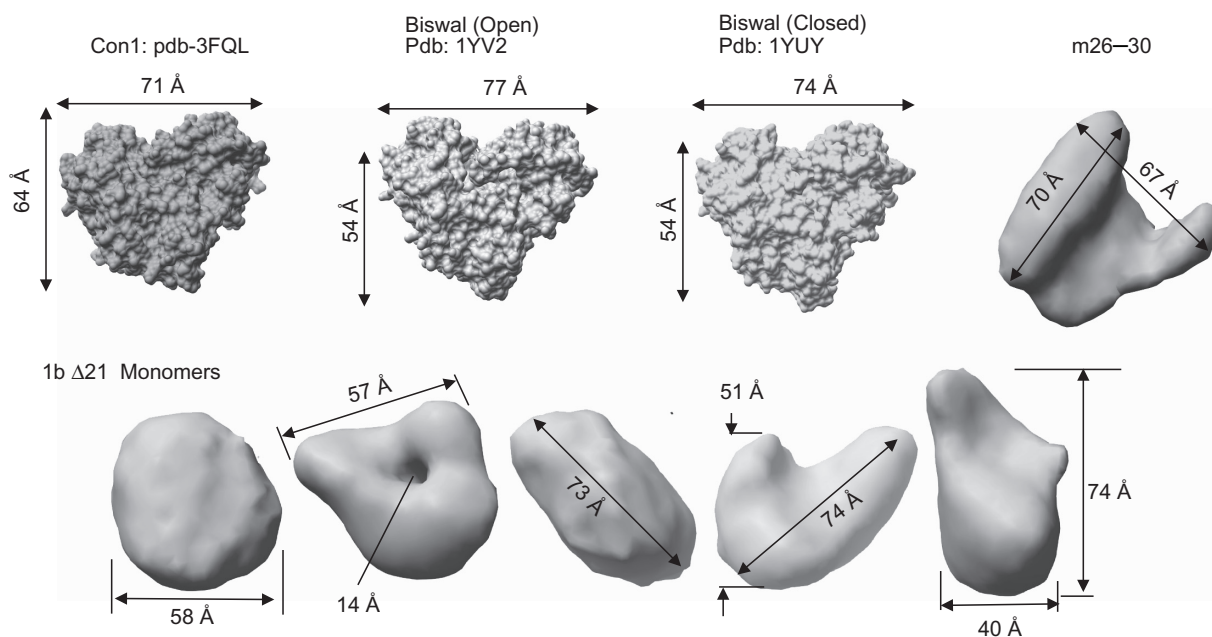 Con1: pdb-3FQL
Biswal (Open)
Pdb: 1YV2
Biswal (Closed)
Pdb: 1YUY
m26–30
71 Å
77 Å
74 Å
64 Å
54 Å
54 Å
70 Å
67 Å
1b Δ21 Monomers
57 Å
51 Å
73 Å
74 Å
74 Å
14 Å
58 Å
40 Å